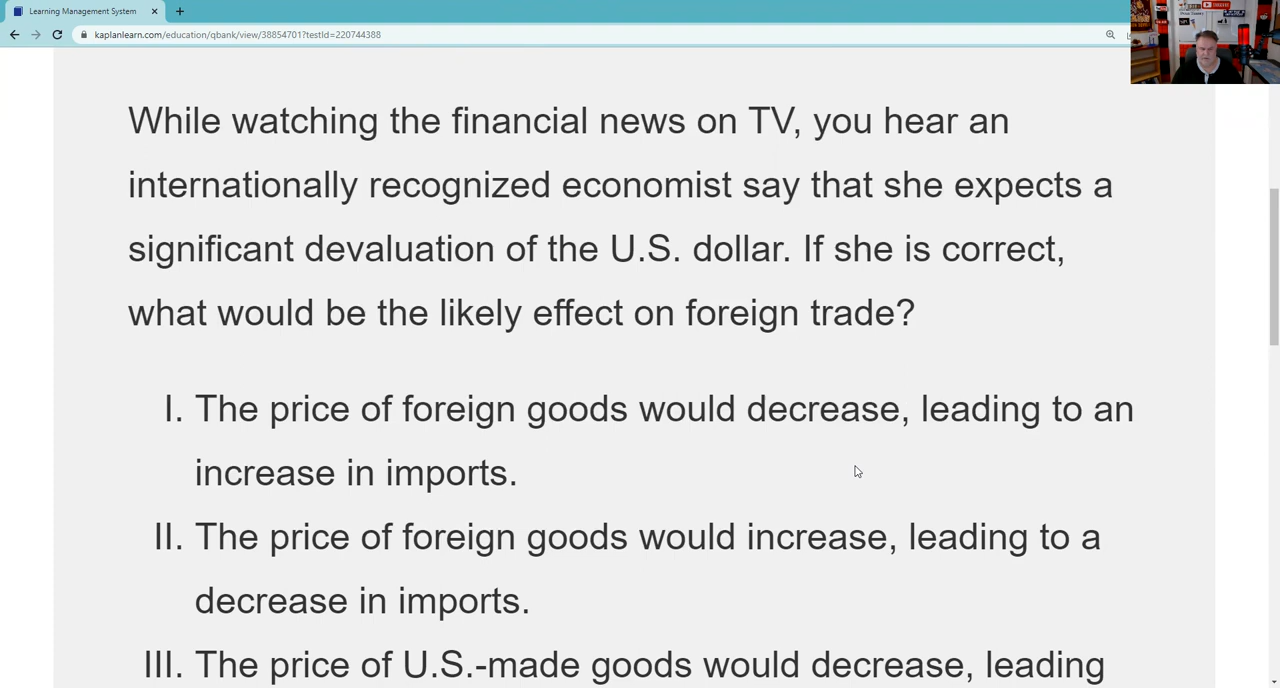 Learning Management System
kaplanlearn.com/education/qbank/view/38854701?testId=220744388
While watching the financial news on TV, you hear an
internationally recognized economist say that she expects a
significant devaluation of the U.S. dollar. If she is correct,
what would be the likely effect on foreign trade?
I. The price of foreign goods would decrease, leading to an
increase in imports.
II. The price of foreign goods would increase, leading to a
decrease in imports.
III. The price of U.S.-made goods would decrease, leading